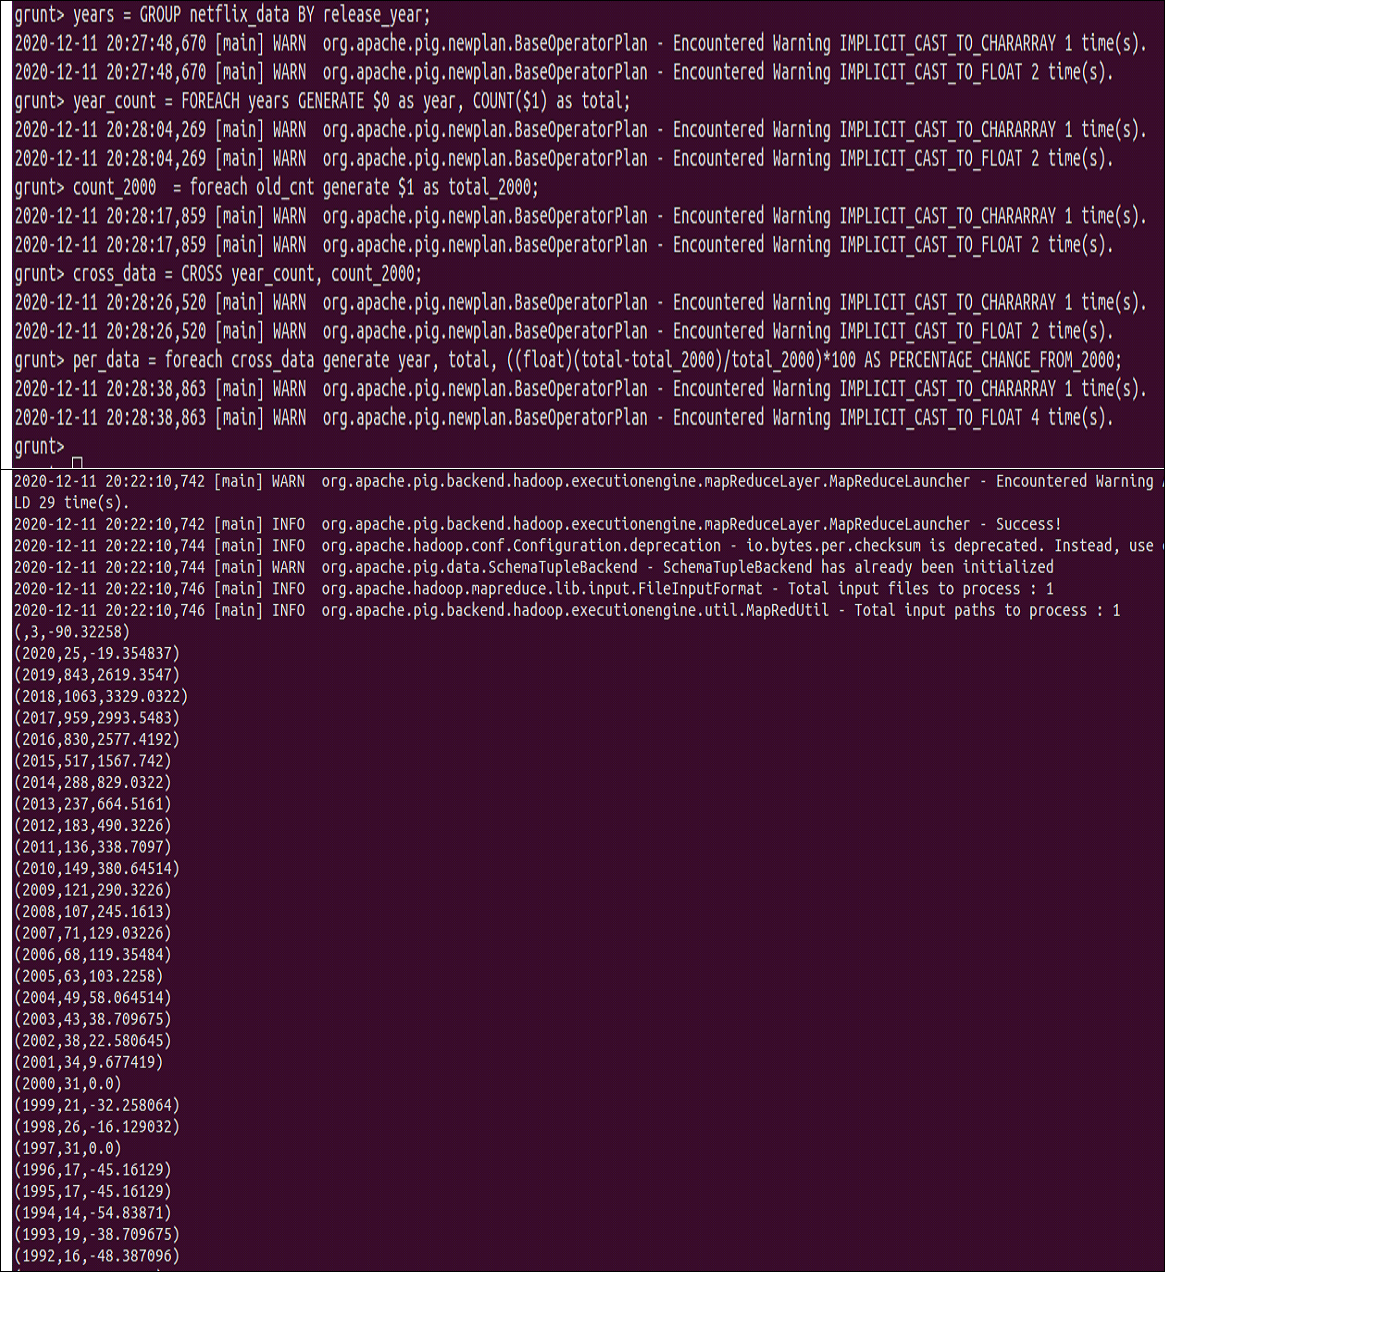 grunt> years = GROUP netflix_data BY release_year;
2020-12-11 20:27:48,670 [main] WARN  org.apache.pig.newplan.BaseOperatorPlan - Encountered Warning IMPLICIT_CAST_TO_CHARARRAY 1 time(s).
2020-12-11 20:27:48,670 [main] WARN  org.apache.pig.newplan.BaseOperatorPlan - Encountered Warning IMPLICIT_CAST_TO_FLOAT 2 time(s).
grunt> year_count = FOREACH years GENERATE $0 as year, COUNT($1) as total;
2020-12-11 20:28:04,269 [main] WARN  org.apache.pig.newplan.BaseOperatorPlan - Encountered Warning IMPLICIT_CAST_TO_CHARARRAY 1 time(s).
2020-12-11 20:28:04,269 [main] WARN  org.apache.pig.newplan.BaseOperatorPlan - Encountered Warning IMPLICIT_CAST_TO_FLOAT 2 time(s).
grunt> count_2000  = foreach old_cnt generate $1 as total_2000;
2020-12-11 20:28:17,859 [main] WARN  org.apache.pig.newplan.BaseOperatorPlan - Encountered Warning IMPLICIT_CAST_TO_CHARARRAY 1 time(s).
2020-12-11 20:28:17,859 [main] WARN  org.apache.pig.newplan.BaseOperatorPlan - Encountered Warning IMPLICIT_CAST_TO_FLOAT 2 time(s).
grunt> cross_data = CROSS year_count, count_2000;
2020-12-11 20:28:26,520 [main] WARN  org.apache.pig.newplan.BaseOperatorPlan - Encountered Warning IMPLICIT_CAST_TO_CHARARRAY 1 time(s).
2020-12-11 20:28:26,520 [main] WARN  org.apache.pig.newplan.BaseOperatorPlan - Encountered Warning IMPLICIT_CAST_TO_FLOAT 2 time(s).
grunt> per_data = foreach cross_data generate year, total, ((float)(total-total_2000)/total_2000)*100 AS PERCENTAGE_CHANGE_FROM_2000;
2020-12-11 20:28:38,863 [main] WARN  org.apache.pig.newplan.BaseOperatorPlan - Encountered Warning IMPLICIT_CAST_TO_CHARARRAY 1 time(s).
2020-12-11 20:28:38,863 [main] WARN  org.apache.pig.newplan.BaseOperatorPlan - Encountered Warning IMPLICIT_CAST_TO_FLOAT 4 time(s).
grunt>
2020-12-11 20:22:10,742 [main] WARN  org.apache.pig.backend.hadoop.executionengine.mapReduceLayer.MapReduceLauncher - Encountered Warning
LD 29 time(s).
2020-12-11 20:22:10,742 [main] INFO  org.apache.pig.backend.hadoop.executionengine.mapReduceLayer.MapReduceLauncher - Success!
2020-12-11 20:22:10,744 [main] INFO  org.apache.hadoop.conf.Configuration.deprecation - io.bytes.per.checksum is deprecated. Instead, use
2020-12-11 20:22:10,744 [main] WARN  org.apache.pig.data.SchemaTupleBackend - SchemaTupleBackend has already been initialized
2020-12-11 20:22:10,746 [main] INFO  org.apache.hadoop.mapreduce.lib.input.FileInputFormat - Total input files to process : 1
2020-12-11 20:22:10,746 [main] INFO  org.apache.pig.backend.hadoop.executionengine.util.MapRedUtil - Total input paths to process : 1
(,3,-90.32258)
(2020,25,-19.354837)
(2019,843,2619.3547)
(2018,1063,3329.0322)
(2017,959,2993.5483)
(2016,830,2577.4192)
(2015,517,1567.742)
(2014,288,829.0322)
(2013,237,664.5161)
(2012,183,490.3226)
(2011,136,338.7097)
(2010,149,380.64514)
(2009,121,290.3226)
(2008,107,245.1613)
(2007,71,129.03226)
(2006,68,119.35484)
(2005,63,103.2258)
(2004,49,58.064514)
(2003,43,38.709675)
(2002,38,22.580645)
(2001,34,9.677419)
(2000,31,0.0)
(1999,21,-32.258064)
(1998,26,-16.129032)
(1997,31,0.0)
(1996,17,-45.16129)
(1995,17,-45.16129)
(1994,14,-54.83871)
(1993,19,-38.709675)
(1992,16,-48.387096)